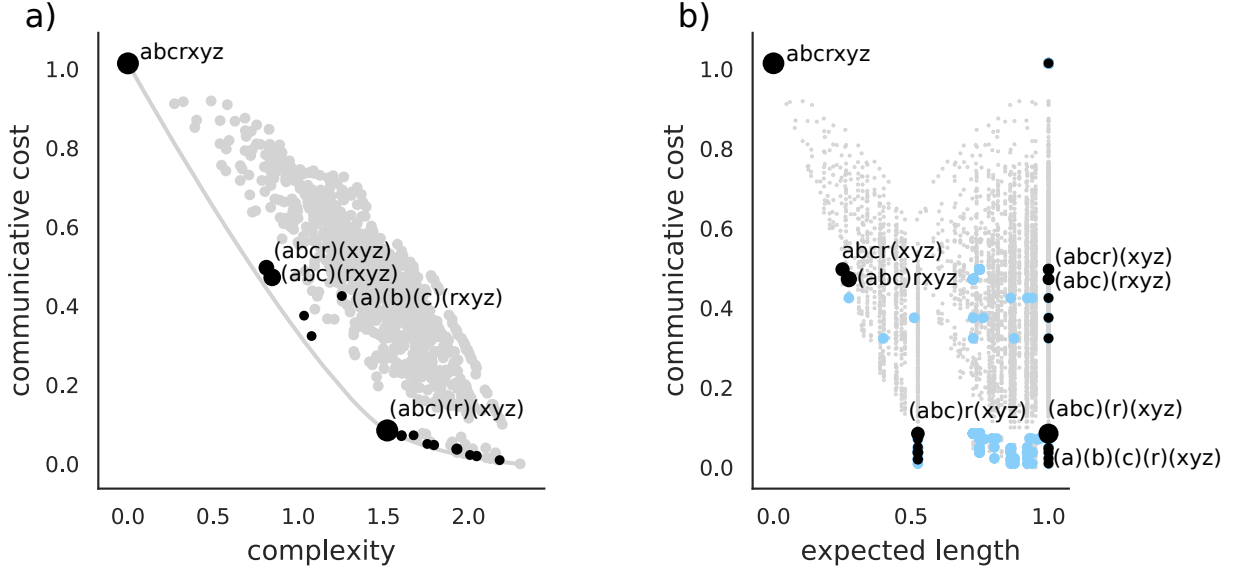 a)
communicative cost
1.0
0.8
0.6
0.4
0.2
0.0
abcrxyz
(abcr)(xyz)
(abc)(rxyz)
(a)(b)(c)(rxyz)
(abc)(r)(xyz)
0.0 0.5 1.0 1.5 2.0
complexity
b)
communicative cost
1.0
0.8
0.6
0.4
0.2
0.0
abcrxyz
abcr(xyz)
(abc)rxyz
(abcr)(xyz)
(abc)(rxyz)
(abc)r(xyz)
(abc)(r)(xyz)
(a)(b)(c)(r)(xyz)
0.0 0.5 1.0
expected length